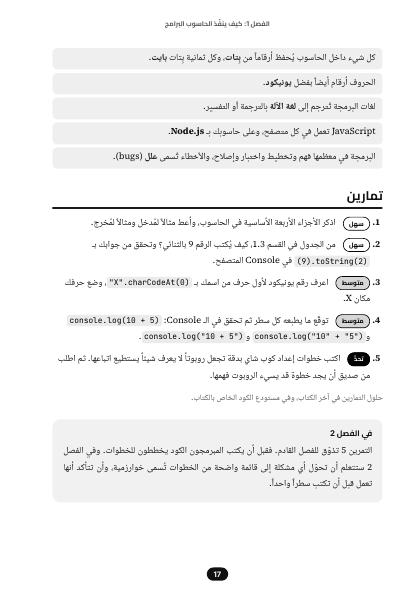 الفصل 1: كيف ينفّذ الحاسوب البرامج
كل شيء داخل الحاسوب يُحفظ أرقاماً من بِتات، وكل ثمانية بِتات بايت.
الحروف أرقام أيضاً بفضل يونيكود.
لغات البرمجة تُترجم إلى لغة الآلة بالترجمة أو التفسير.
JavaScript تعمل في كل متصفح، وعلى حاسوبك بـ Node.js.
البرمجة في معظمها فهم وتخطيط واختبار وإصلاح، والأخطاء تُسمى علل (bugs).
تمارين
1. سهل اذكر الأجزاء الأربعة الأساسية في الحاسوب، وأعط مثالاً لمُدخل ومثالاً لمُخرج.
2. سهل من الجدول في القسم 1.3، كيف يُكتب الرقم 9 بالثنائي؟ وتحقق من جوابك بـ
(9).toString(2) في Console المتصفح.
3. متوسط اعرف رقم يونيكود لأول حرف من اسمك بـ "X".charCodeAt(0)، وضع حرفك
مكان X.
4. متوسط توقّع ما يطبعه كل سطر ثم تحقق في الـ Console: console.log(10 + 5)
و console.log("10" + "5") و console.log("10 + 5").
5. تحدٍّ اكتب خطوات إعداد كوب شاي بدقة تجعل روبوتاً لا يعرف شيئاً يستطيع اتباعها. ثم اطلب
من صديق أن يجد خطوة قد يسيء الروبوت فهمها.
حلول التمارين في آخر الكتاب، وفي مستودع الكود الخاص بالكتاب.
في الفصل 2
التمرين 5 تذوّق للفصل القادم. فقبل أن يكتب المبرمجون الكود يخططون للخطوات. وفي الفصل
2 ستتعلم أن تحوّل أي مشكلة إلى قائمة واضحة من الخطوات تُسمى خوارزمية، وأن تتأكد أنها
تعمل قبل أن تكتب سطراً واحداً.
17